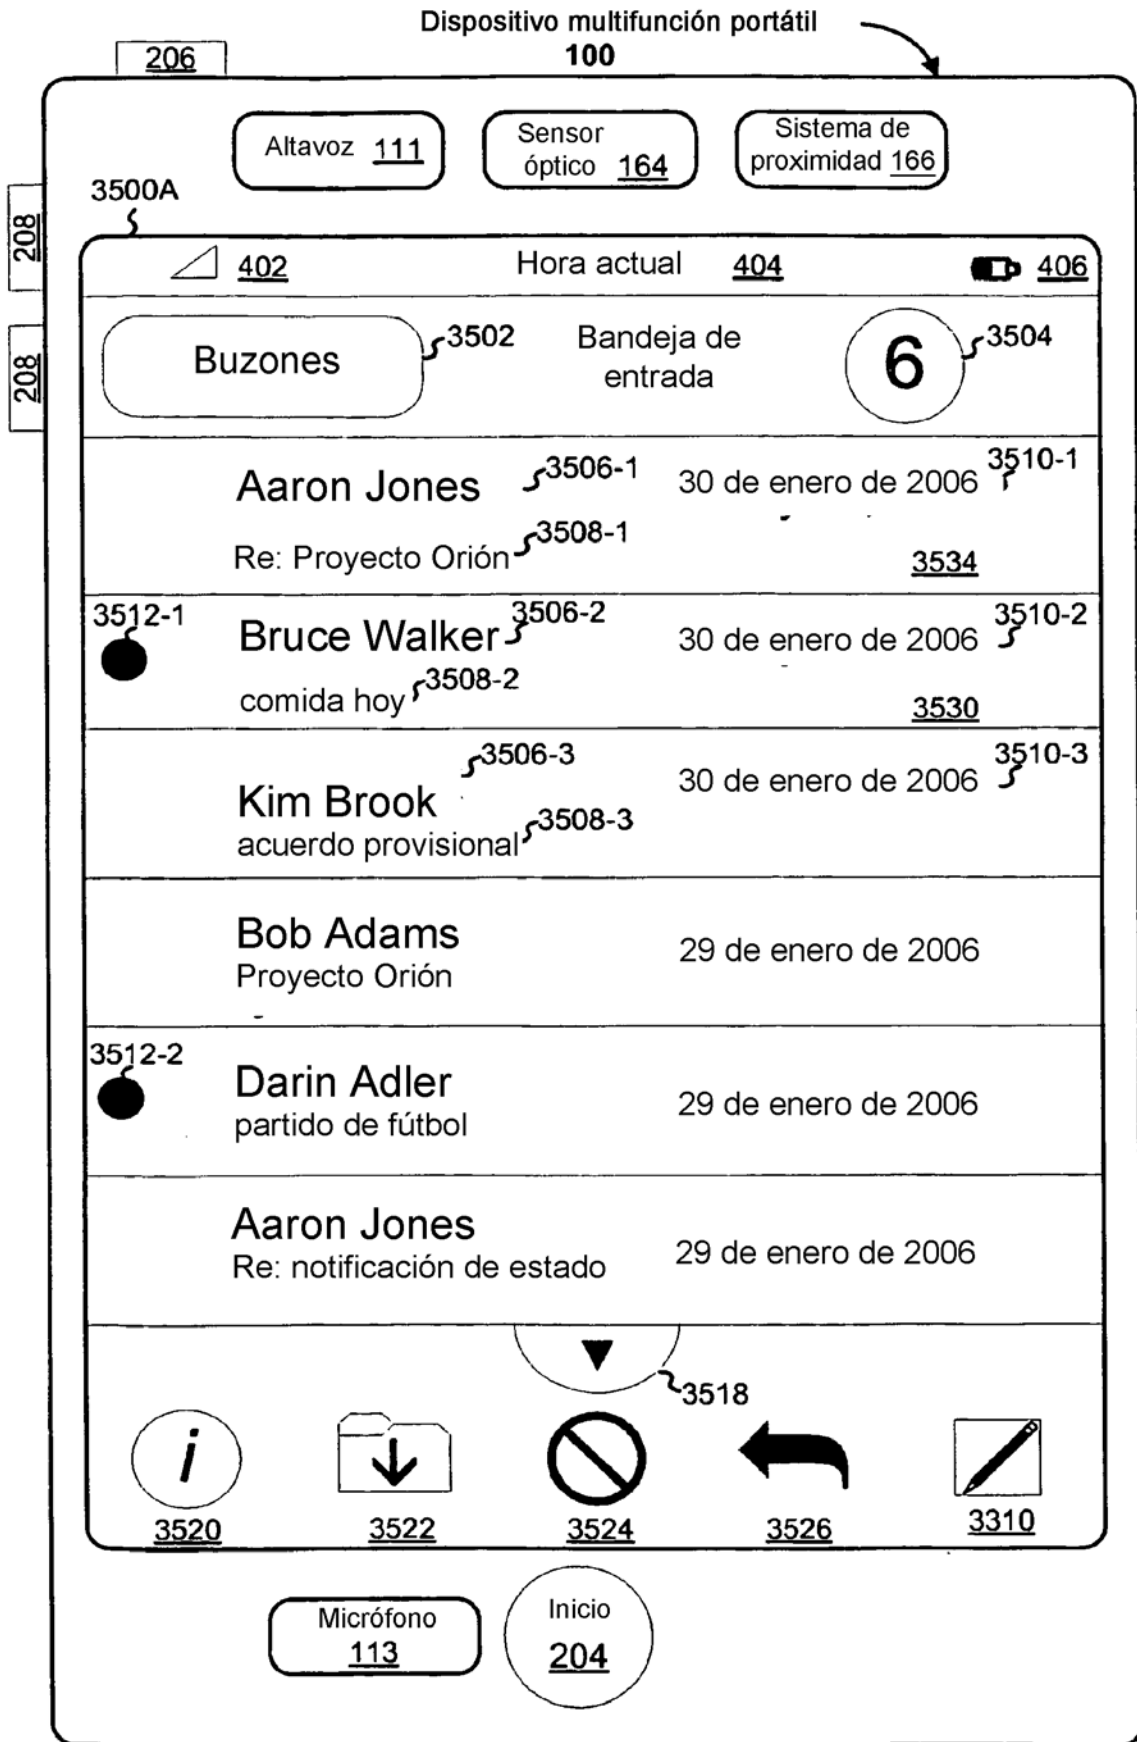 Dispositivo multifunción portátil
100
206
Altavoz 111
Sensor
óptico 164
Sistema de
proximidad 166
3500A
208
208
402
Hora actual 404
406
Buzones
3502
Bandeja de
entrada
6
3504
Aaron Jones
3506-1
30 de enero de 2006
3510-1
Re: Proyecto Orión
3508-1
3534
3512-1
Bruce Walker
3506-2
30 de enero de 2006
3510-2
comida hoy
3508-2
3530
3506-3
Kim Brook
30 de enero de 2006
3510-3
acuerdo provisional
3508-3
Bob Adams
Proyecto Orión
29 de enero de 2006
3512-2
Darin Adler
partido de fútbol
29 de enero de 2006
Aaron Jones
Re: notificación de estado
29 de enero de 2006
3518
i
3520
3522
3524
3526
3310
Micrófono
113
Inicio
204